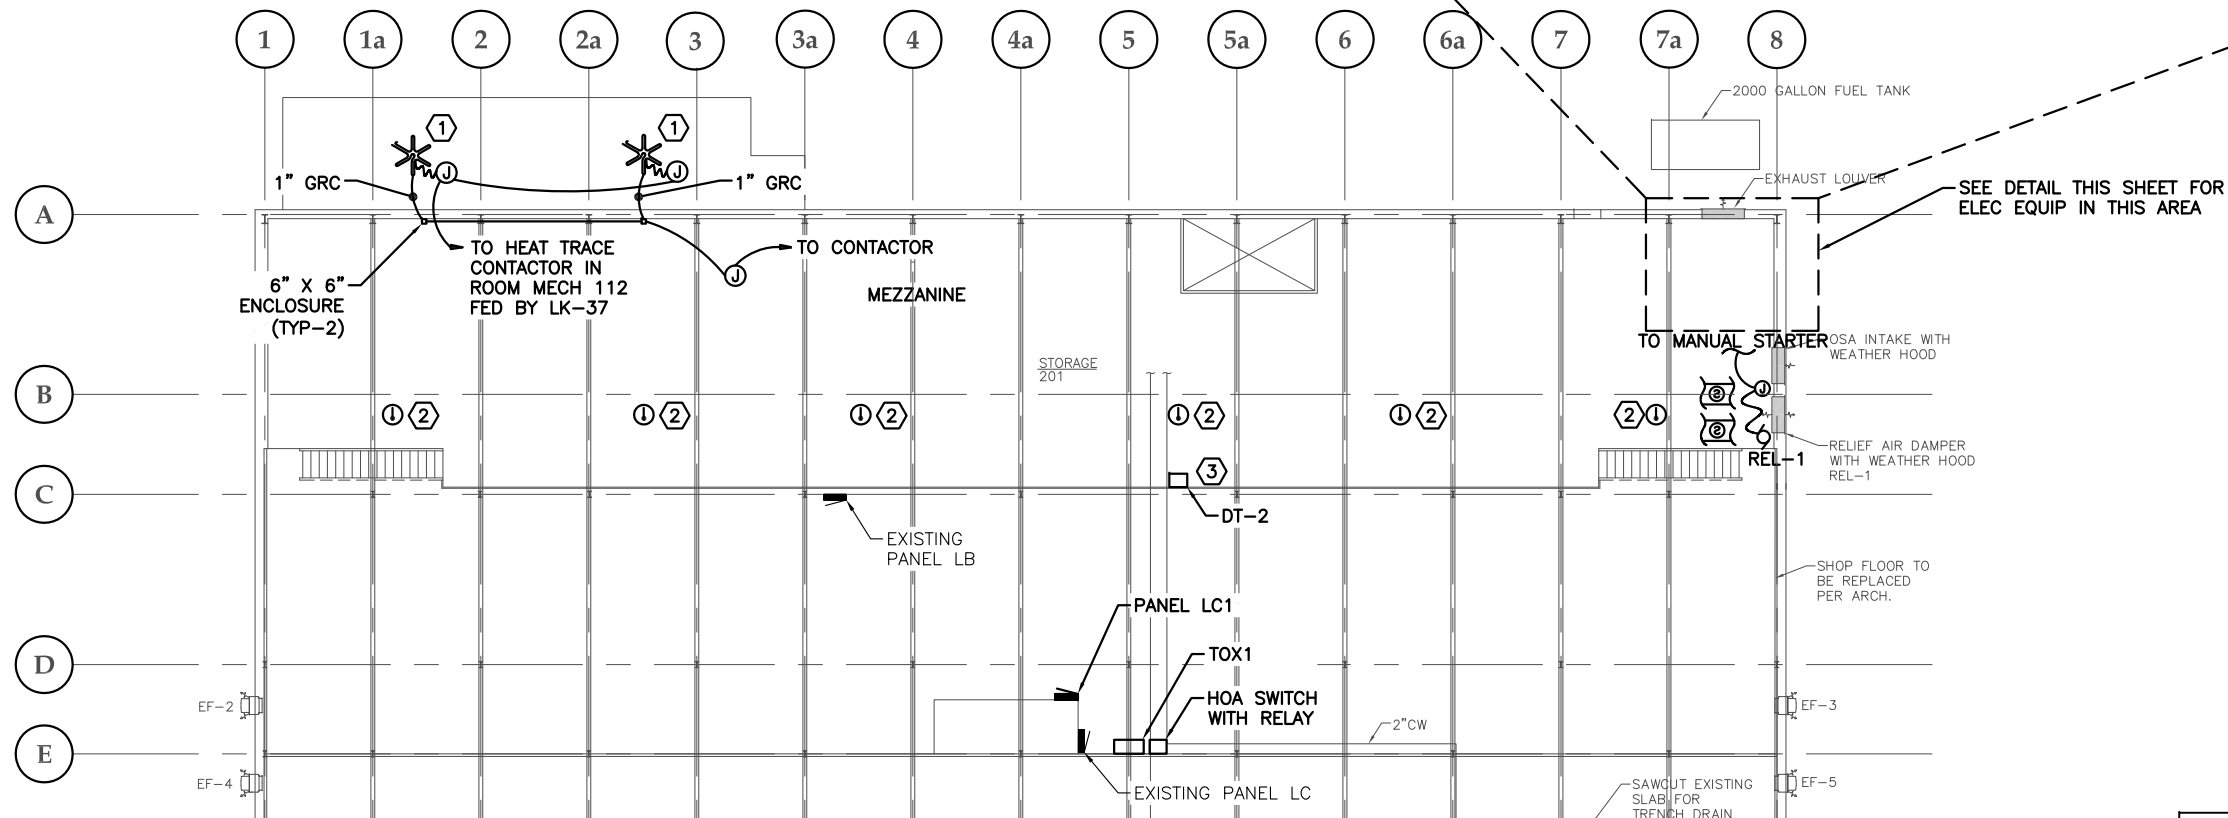 1 1a 2 2a 3 3a 4 4a 5 5a 6 6a 7 7a 8
2000 GALLON FUEL TANK
1 1
J J
1" GRC
1" GRC
EXHAUST LOUVER
SEE DETAIL THIS SHEET FOR
ELEC EQUIP IN THIS AREA
A
TO HEAT TRACE
CONTACTOR IN
ROOM MECH 112
FED BY LK-37
TO CONTACTOR
J
6" X 6"
ENCLOSURE
(TYP-2)
MEZZANINE
TO MANUAL STARTER
OSA INTAKE WITH
WEATHER HOOD
STORAGE
201
B
J
S
S
2 2 2 2 2 2
REL-1
RELIEF AIR DAMPER
WITH WEATHER HOOD
REL-1
C
3
DT-2
EXISTING
PANEL LB
SHOP FLOOR TO
BE REPLACED
PER ARCH.
PANEL LC1
D
TOX1
HOA SWITCH
WITH RELAY
EF-2
EF-3
2"CW
E
EF-4
EF-5
EXISTING PANEL LC
SAWCUT EXISTING
SLAB FOR
TRENCH DRAIN